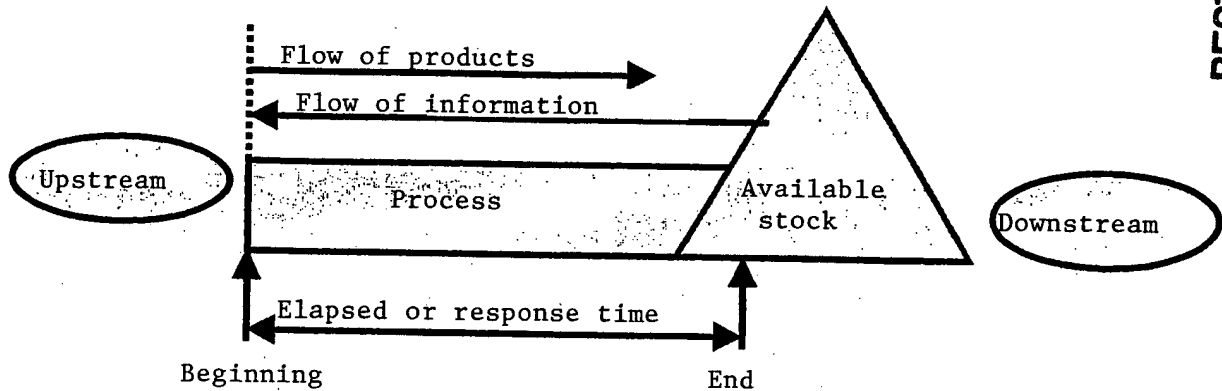 Flow of products
Flow of information
Upstream
Process
Available
stock
Downstream
Elapsed or response time
Beginning
End